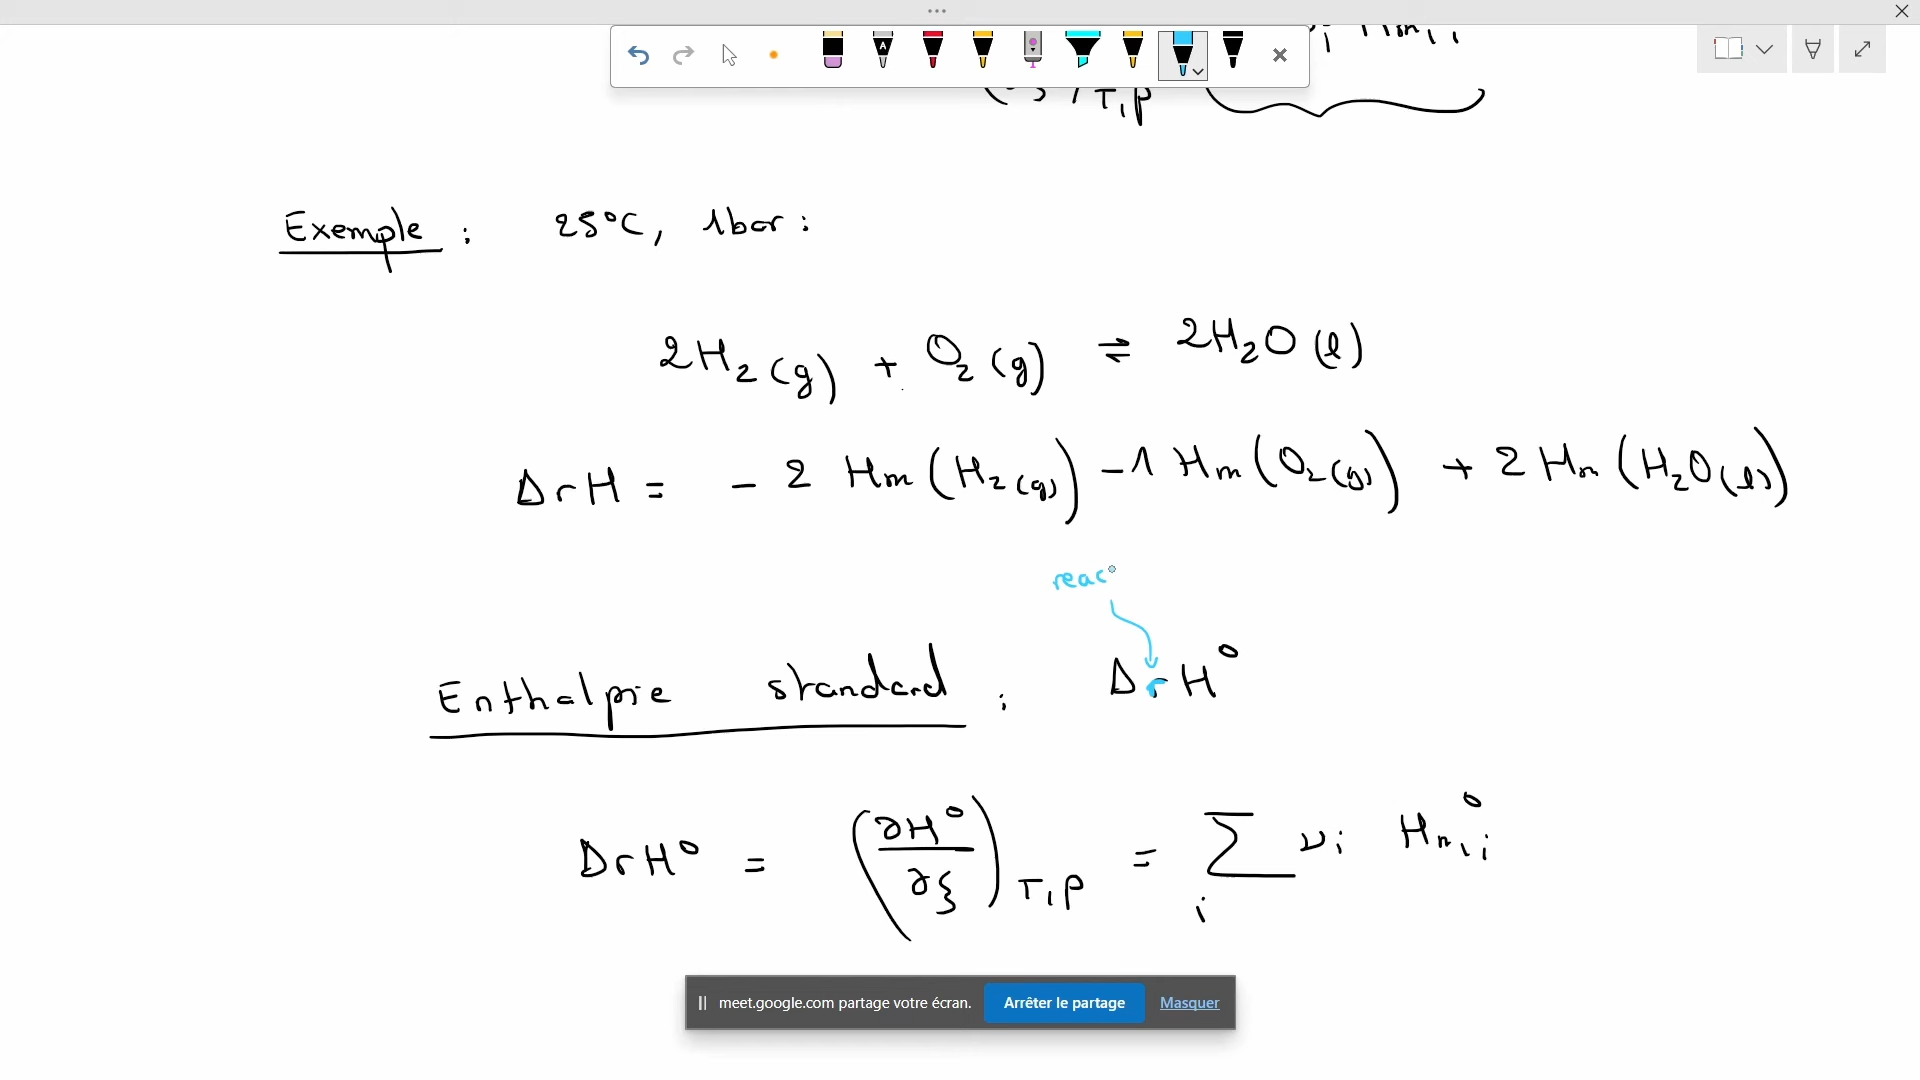 T,P
Exemple : 25°C, 1bar :
2H₂(g) + O₂(g) ⇌ 2H₂O(l)
ΔrH = - 2 Hm(H₂(g)) - 1 Hm(O₂(g)) + 2 Hm(H₂O(l))
reac
Enthalpie standard : ΔrH°
ΔrH° = (∂H°/∂ξ)T,P = Σi νi H°m,i
meet.google.com partage votre écran. Arrêter le partage Masquer